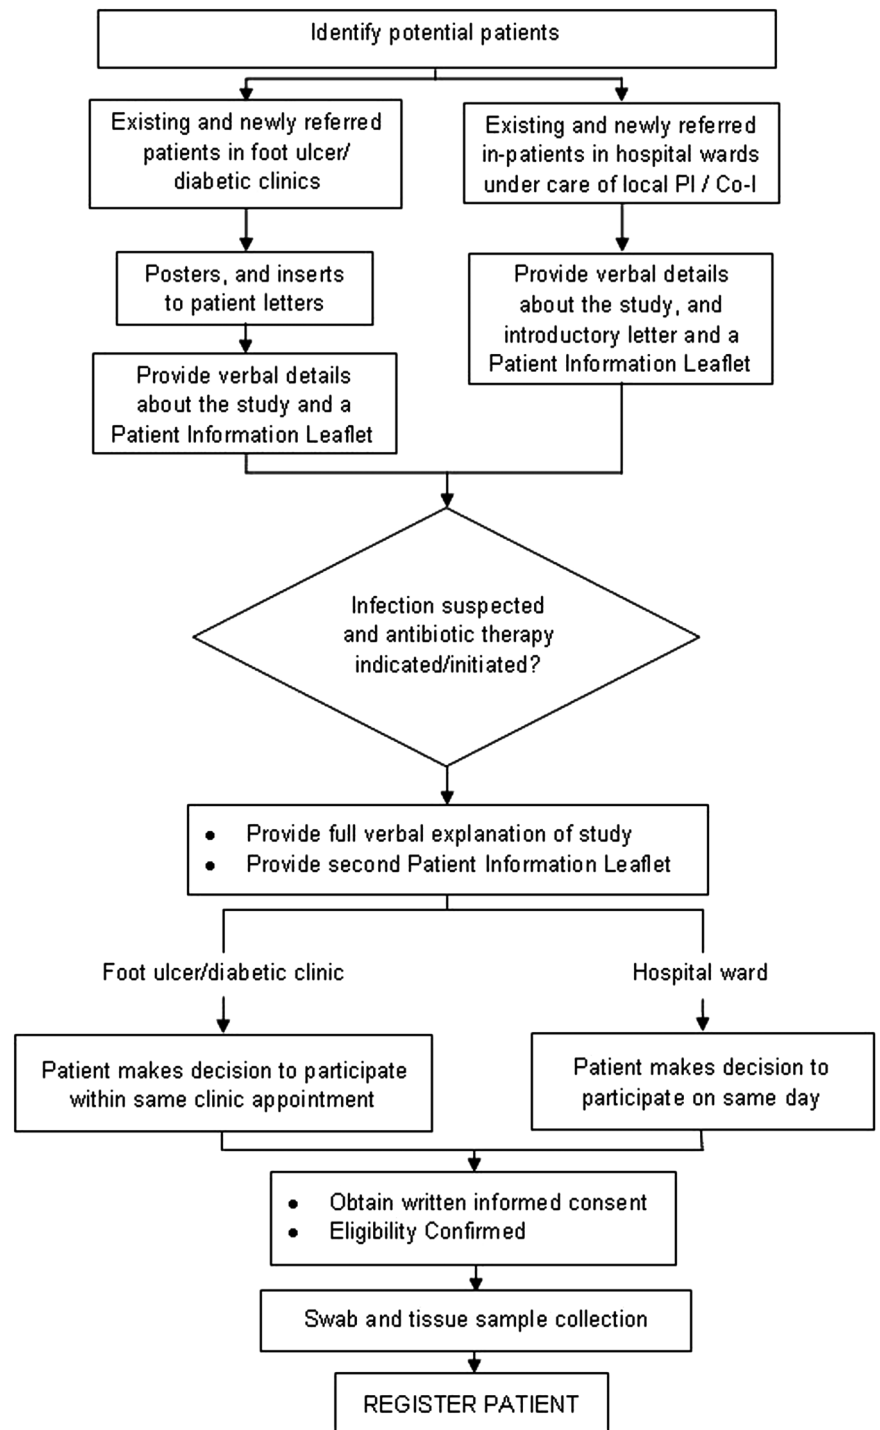 Identify potential patients
Existing and newly referred
patients in foot ulcer/
diabetic clinics
Existing and newly referred
in-patients in hospital wards
under care of local PI / Co-I
Posters, and inserts
to patient letters
Provide verbal details
about the study, and
introductory letter and a
Patient Information Leaflet
Provide verbal details
about the study and a
Patient Information Leaflet
Infection suspected
and antibiotic therapy
indicated/initiated?
• Provide full verbal explanation of study
• Provide second Patient Information Leaflet
Foot ulcer/diabetic clinic
Hospital ward
Patient makes decision to participate
within same clinic appointment
Patient makes decision to
participate on same day
• Obtain written informed consent
• Eligibility Confirmed
Swab and tissue sample collection
REGISTER PATIENT